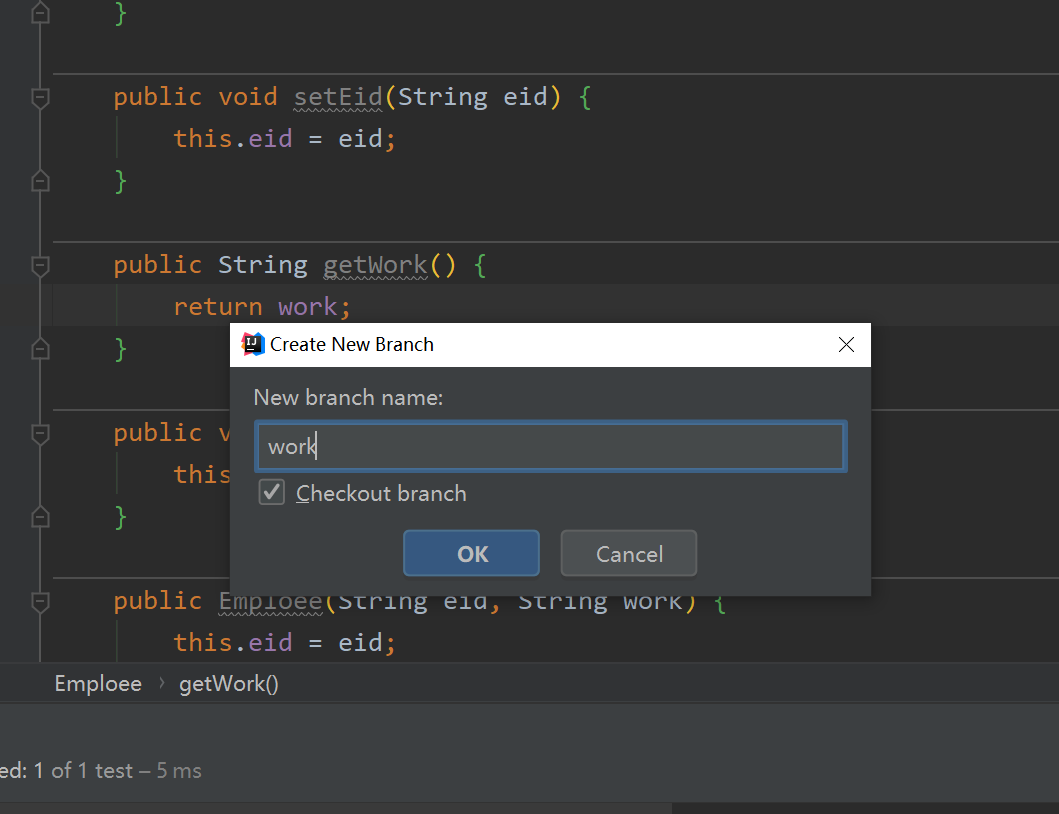 }
public void setEid(String eid) {
this.eid = eid;
}
public String getWork() {
return work;
}
IJ Create New Branch
New branch name:
public v
work
this
Checkout branch
}
OK Cancel
public Emploee(String eid, String work) {
this.eid = eid;
Emploee › getWork()
ed: 1 of 1 test – 5 ms